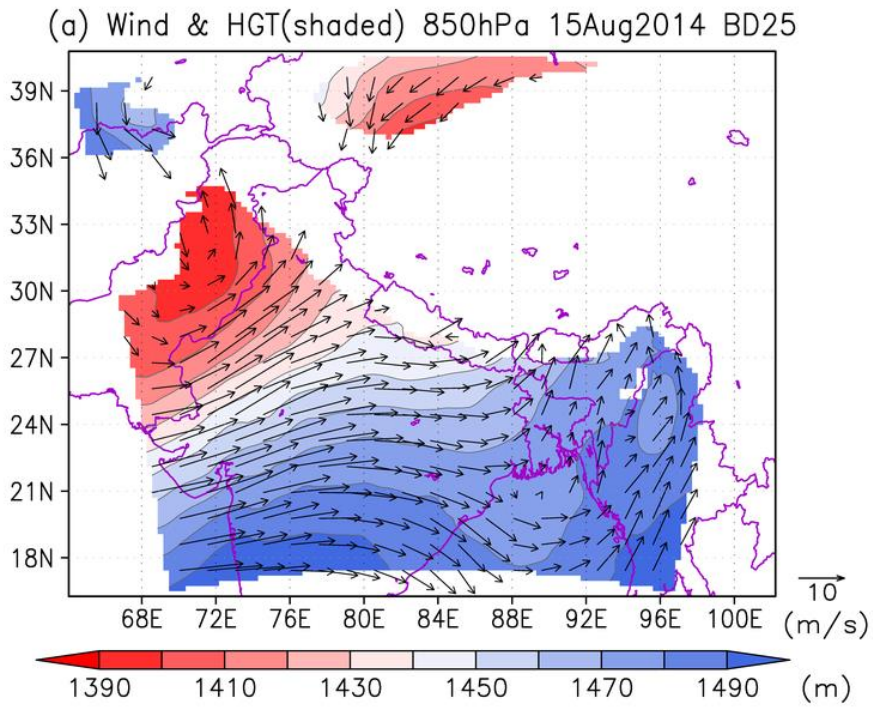 (a) Wind & HGT(shaded) 850hPa 15Aug2014 BD25
39N
36N
33N
30N
27N
24N
21N
18N
68E 72E 76E 80E 84E 88E 92E 96E 100E
10
(m/s)
1390 1410 1430 1450 1470 1490 (m)